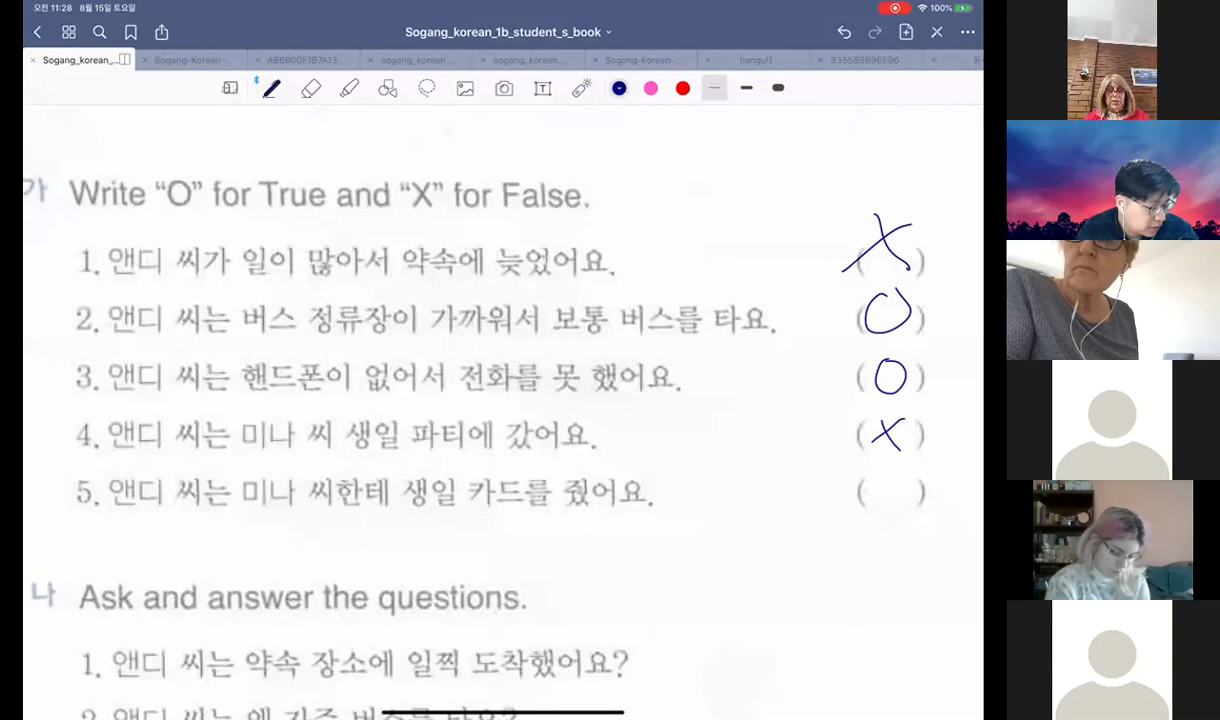 오전 11:28 8월 15일 토요일
100%
Sogang_korean_1b_student_s_book
Sogang_korean_... Sogang-Korean- A66800F1B7A13... sogang_korean_... sogang_korean... Sogang-Korean- hangul1 835586B96E96
가 Write “O” for True and “X” for False.
1. 앤디 씨가 일이 많아서 약속에 늦었어요. ( X )
2. 앤디 씨는 버스 정류장이 가까워서 보통 버스를 타요. ( O )
3. 앤디 씨는 핸드폰이 없어서 전화를 못 했어요. ( O )
4. 앤디 씨는 미나 씨 생일 파티에 갔어요. ( X )
5. 앤디 씨는 미나 씨한테 생일 카드를 줬어요. ( )
나 Ask and answer the questions.
1. 앤디 씨는 약속 장소에 일찍 도착했어요?